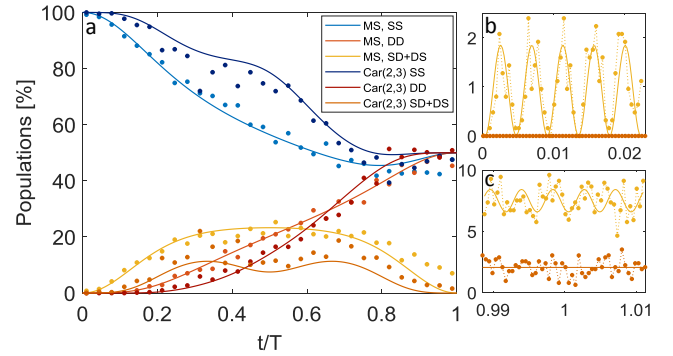 a
MS, SS
MS, DD
MS, SD+DS
Car(2,3) SS
Car(2,3) DD
Car(2,3) SD+DS
100
80
60
40
20
0
Populations [%]
0 0.2 0.4 0.6 0.8 1
t/T
b
2
1
0
0 0.01 0.02
c
10
5
0
0.99 1 1.01